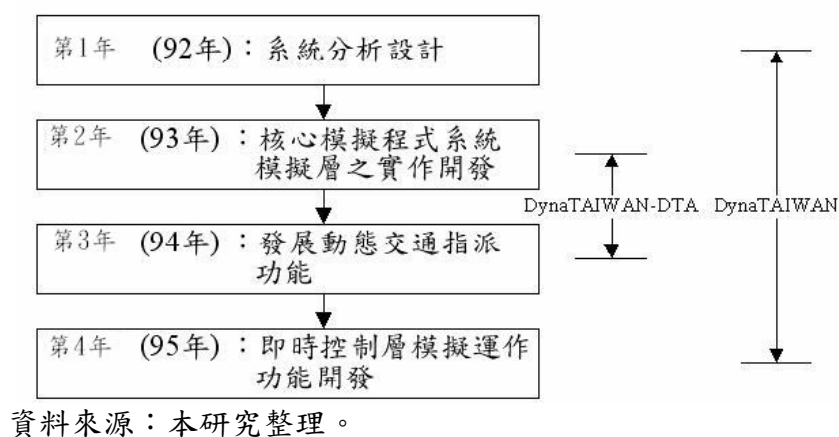 第1年 (92年)：系統分析設計
第2年 (93年)：核心模擬程式系統
模擬層之實作開發
DynaTAIWAN-DTA DynaTAIWAN
第3年 (94年)：發展動態交通指派
功能
第4年 (95年)：即時控制層模擬運作
功能開發
資料來源：本研究整理。